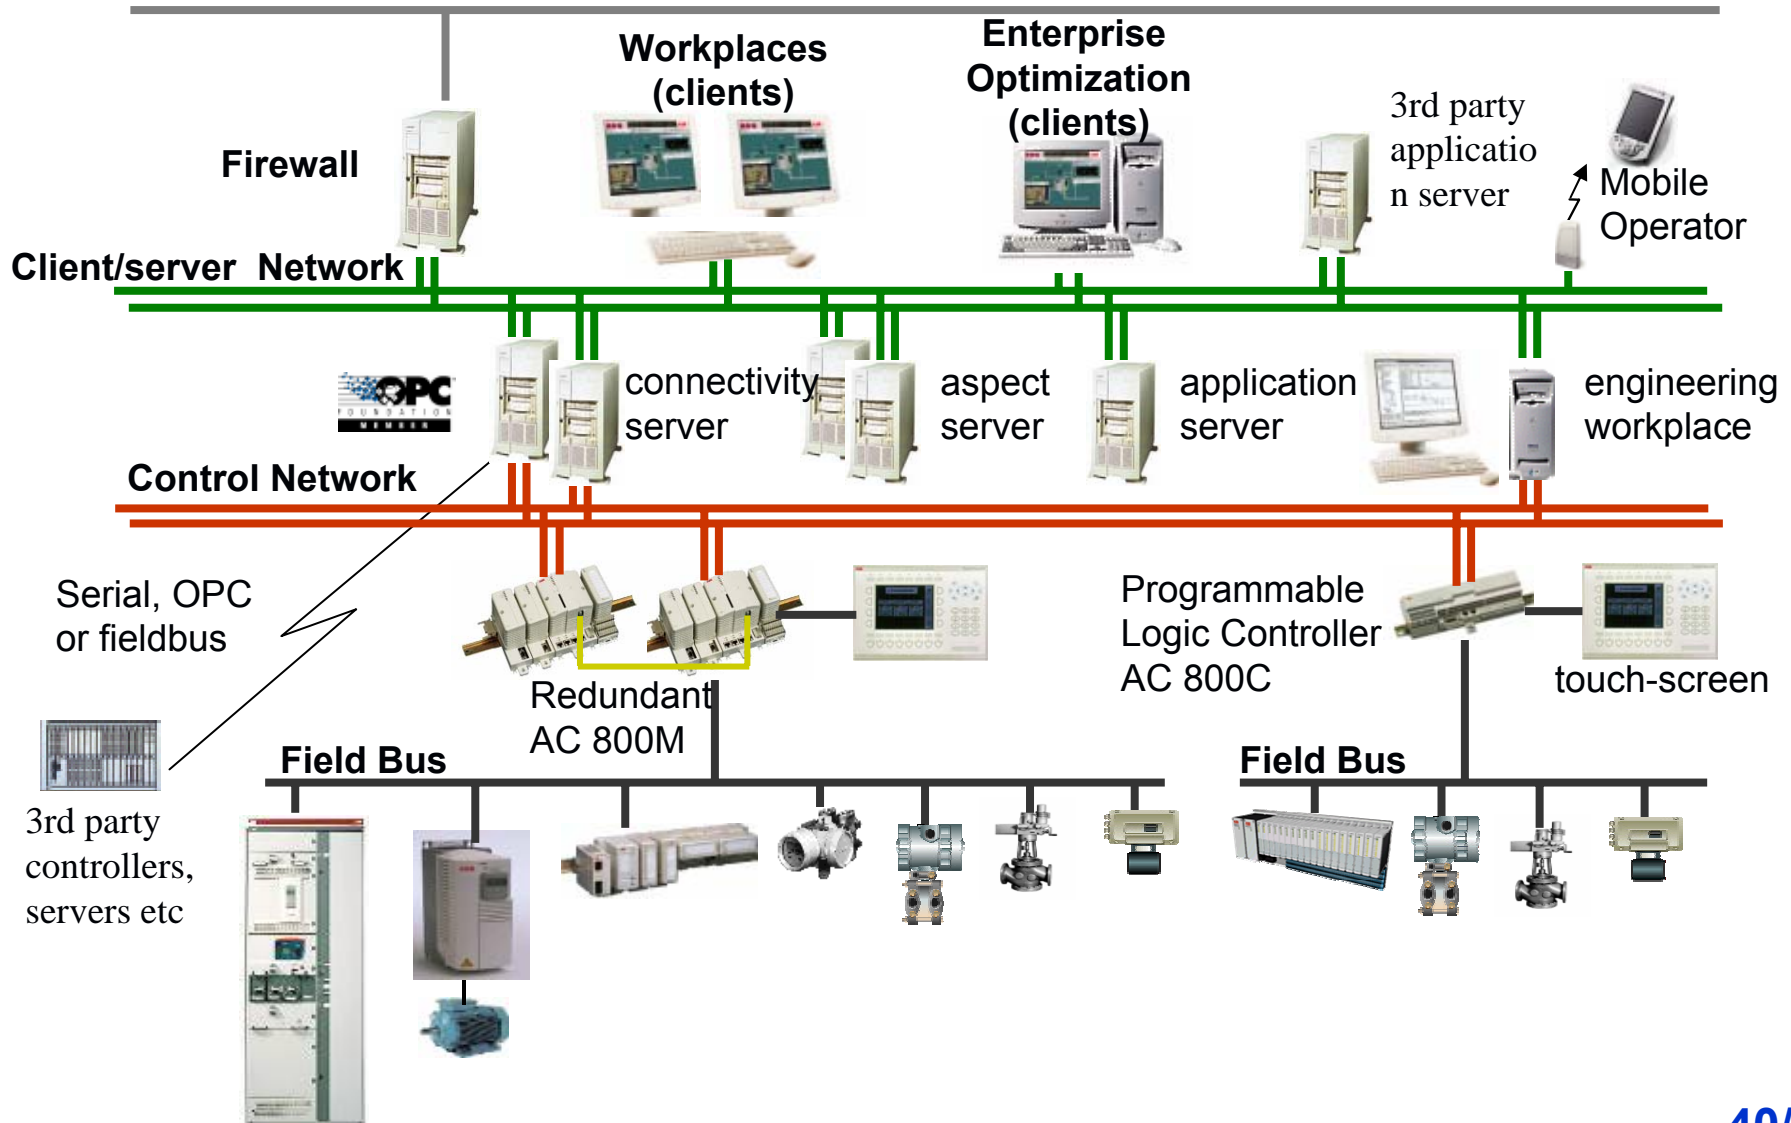 Workplaces
(clients)
Enterprise
Optimization
(clients)
3rd party
applicatio
n server
Firewall
Mobile
Operator
Client/server Network
OPC
FOUNDATION
MEMBER
connectivity
server
aspect
server
application
server
engineering
workplace
Control Network
Serial, OPC
or fieldbus
Programmable
Logic Controller
AC 800C
touch-screen
Redundant
AC 800M
Field Bus
Field Bus
3rd party
controllers,
servers etc